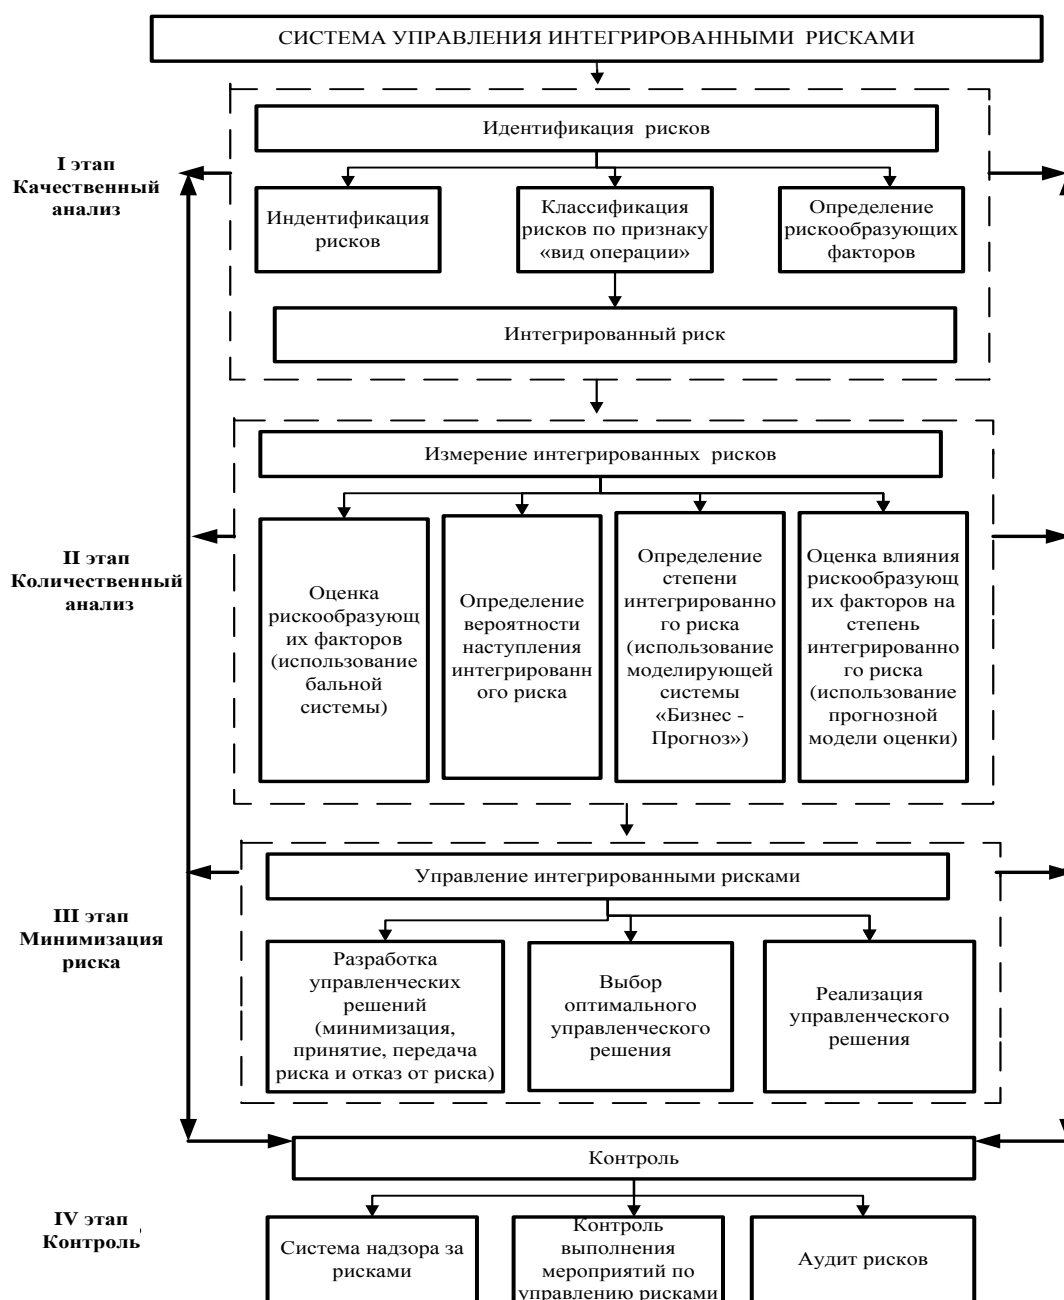 СИСТЕМА УПРАВЛЕНИЯ ИНТЕГРИРОВАННЫМИ РИСКАМИ
I этап
Качественный
анализ
Идентификация рисков
Индентификация
рисков
Классификация
рисков по признаку
«вид операции»
Определение
рискообразующих
факторов
Интегрированный риск
II этап
Количественный
анализ
Измерение интегрированных рисков
Оценка
рискообразующ
их факторов
(использование
бальной
системы)
Определение
вероятности
наступления
интегрированн
ого риска
Определение
степени
интегрированно
го риска
(использование
моделирующей
системы
«Бизнес -
Прогноз»)
Оценка влияния
рискообразующ
их факторов на
степень
интегрированно
го риска
(использование
прогнозной
модели оценки)
III этап
Минимизация
риска
Управление интегрированными рисками
Разработка
управленческих
решений
(минимизация,
принятие, передача
риска и отказ от риска)
Выбор
оптимального
управленческого
решения
Реализация
управленческого
решения
IV этап
Контроль
Контроль
Система надзора за
рисками
Контроль
выполнения
мероприятий по
управлению рисками
Аудит рисков